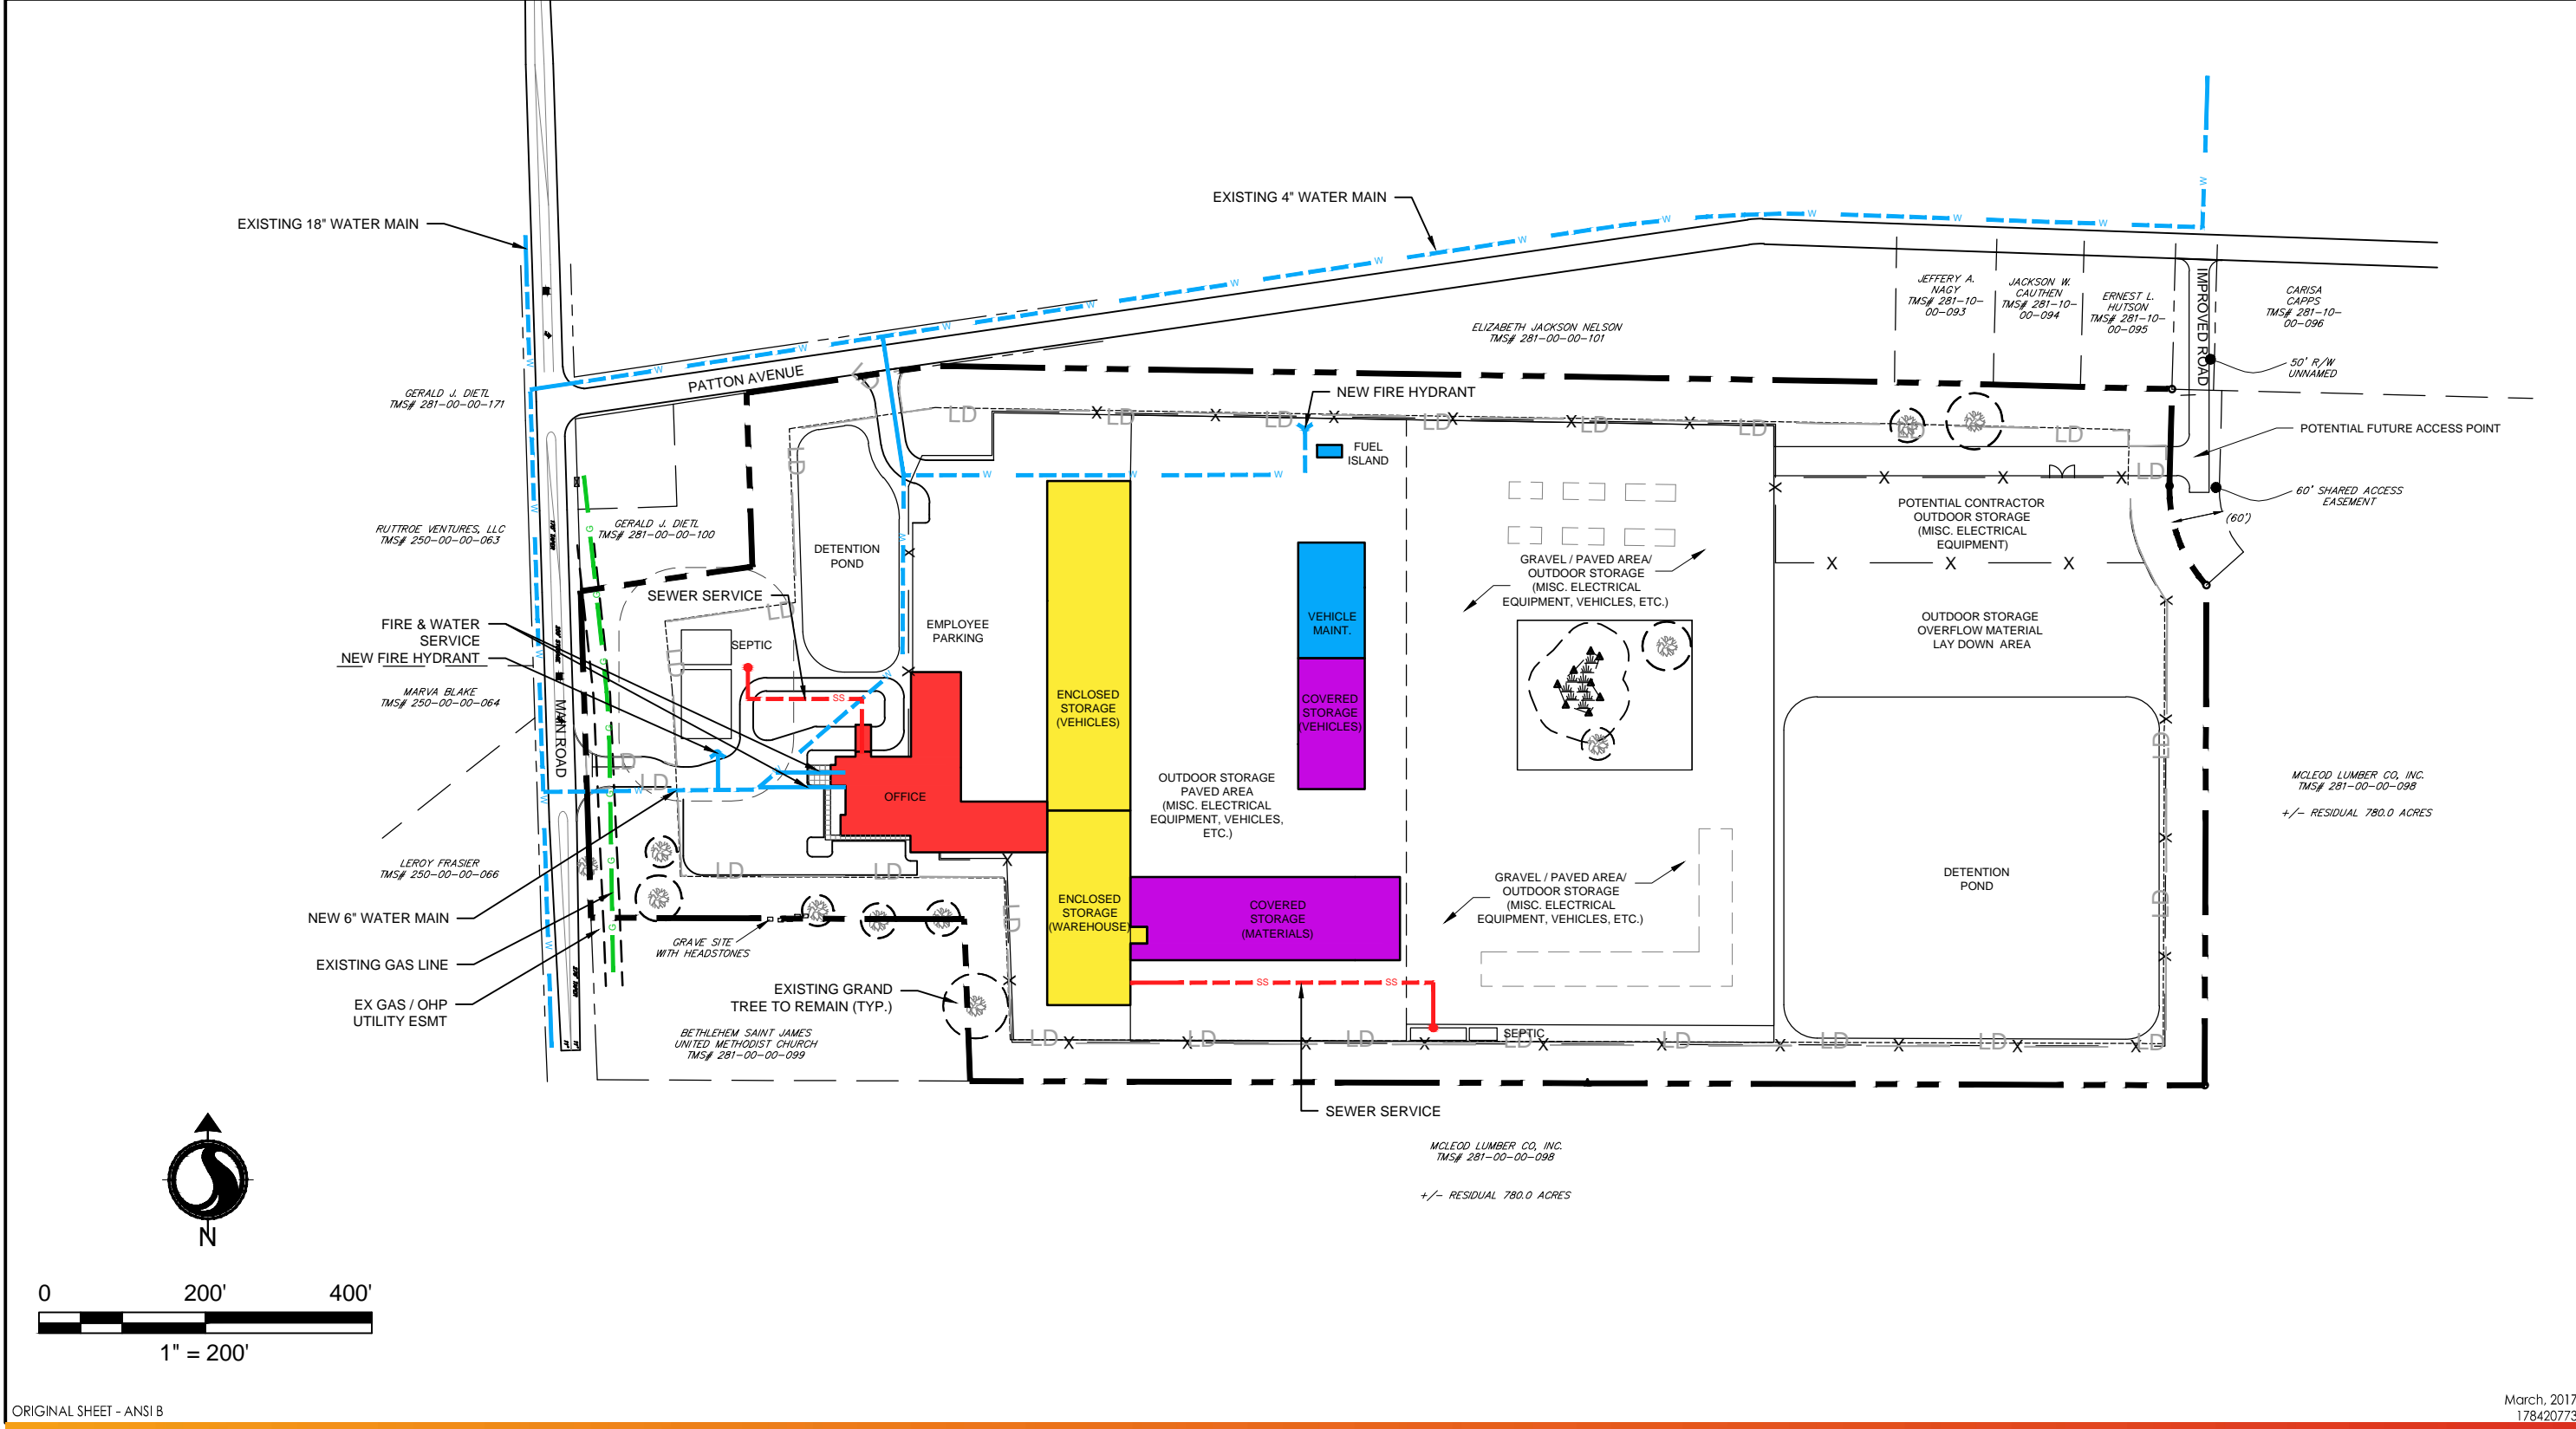 EXISTING 18" WATER MAIN
EXISTING 4" WATER MAIN
PATTON AVENUE
MAIN ROAD
IMPROVED ROAD
JEFFERY A.
NAGY
TMS# 281-10-
00-093
JACKSON W.
CAUTHEN
TMS# 281-10-
00-094
ERNEST L.
HUTSON
TMS# 281-10-
00-095
CARISA
CAPPS
TMS# 281-10-
00-096
ELIZABETH JACKSON NELSON
TMS# 281-00-00-101
50' R/W
UNNAMED
GERALD J. DIETL
TMS# 281-00-00-171
NEW FIRE HYDRANT
FUEL
ISLAND
POTENTIAL FUTURE ACCESS POINT
60' SHARED ACCESS
EASEMENT
(60')
RUTTROE VENTURES, LLC
TMS# 250-00-00-063
GERALD J. DIETL
TMS# 281-00-00-100
DETENTION
POND
POTENTIAL CONTRACTOR
OUTDOOR STORAGE
(MISC. ELECTRICAL
EQUIPMENT)
GRAVEL / PAVED AREA/
OUTDOOR STORAGE
(MISC. ELECTRICAL
EQUIPMENT, VEHICLES, ETC.)
SEWER SERVICE
FIRE & WATER
SERVICE
NEW FIRE HYDRANT
SEPTIC
EMPLOYEE
PARKING
VEHICLE
MAINT.
OUTDOOR STORAGE
OVERFLOW MATERIAL
LAY DOWN AREA
MARVA BLAKE
TMS# 250-00-00-064
ENCLOSED
STORAGE
(VEHICLES)
COVERED
STORAGE
(VEHICLES)
OFFICE
OUTDOOR STORAGE
PAVED AREA
(MISC. ELECTRICAL
EQUIPMENT, VEHICLES,
ETC.)
MCLEOD LUMBER CO, INC.
TMS# 281-00-00-098
+/- RESIDUAL 780.0 ACRES
LEROY FRASIER
TMS# 250-00-00-066
NEW 6" WATER MAIN
EXISTING GAS LINE
EX GAS / OHP
UTILITY ESMT
GRAVE SITE
WITH HEADSTONES
EXISTING GRAND
TREE TO REMAIN (TYP.)
ENCLOSED
STORAGE
(WAREHOUSE)
COVERED
STORAGE
(MATERIALS)
GRAVEL / PAVED AREA/
OUTDOOR STORAGE
(MISC. ELECTRICAL
EQUIPMENT, VEHICLES, ETC.)
DETENTION
POND
BETHLEHEM SAINT JAMES
UNITED METHODIST CHURCH
TMS# 281-00-00-099
SEPTIC
SEWER SERVICE
MCLEOD LUMBER CO, INC.
TMS# 281-00-00-098
+/- RESIDUAL 780.0 ACRES
N
0 200' 400'
1" = 200'
ORIGINAL SHEET - ANSI B
March, 2017
178420773